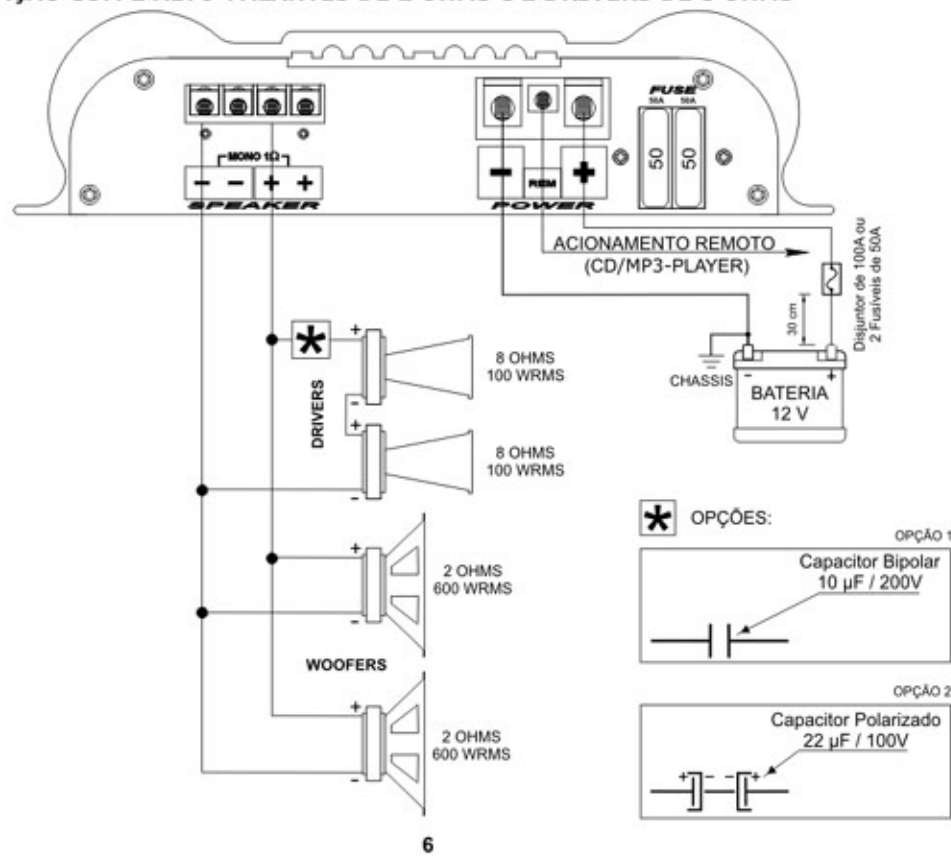 FUSE
50A 50A
50 50
MONO 1Ω
- - + +
SPEAKER
- REM +
POWER
ACIONAMENTO REMOTO
(CD/MP3-PLAYER)
Disjuntor de 100A ou
2 Fusíveis de 50A
30 cm
CHASSIS
- +
BATERIA
12 V
DRIVERS
+
-
8 OHMS
100 WRMS
+
-
8 OHMS
100 WRMS
+
-
2 OHMS
600 WRMS
WOOFERS
+
-
2 OHMS
600 WRMS
* OPÇÕES:
OPÇÃO 1
Capacitor Bipolar
10 µF / 200V
OPÇÃO 2
Capacitor Polarizado
22 µF / 100V
+ - - +
6